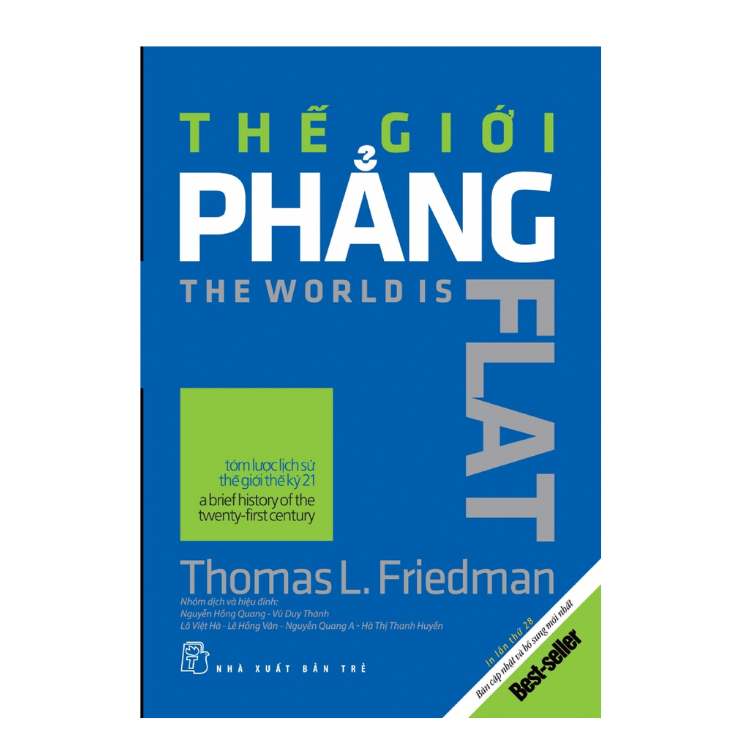 THẾ GIỚI
PHẲNG
THE WORLD IS
FLAT
tóm lược lịch sử
thế giới thế kỷ 21
a brief history of the
twenty-first century
Thomas L. Friedman
Nhóm dịch và hiệu đính:
Nguyễn Hồng Quang - Vũ Duy Thành
Lã Việt Hà - Lê Hồng Vân - Nguyễn Quang A - Hà Thị Thanh Huyền
NHÀ XUẤT BẢN TRẺ
In lần thứ 28
Bản cập nhật và bổ sung mới nhất
Best-seller